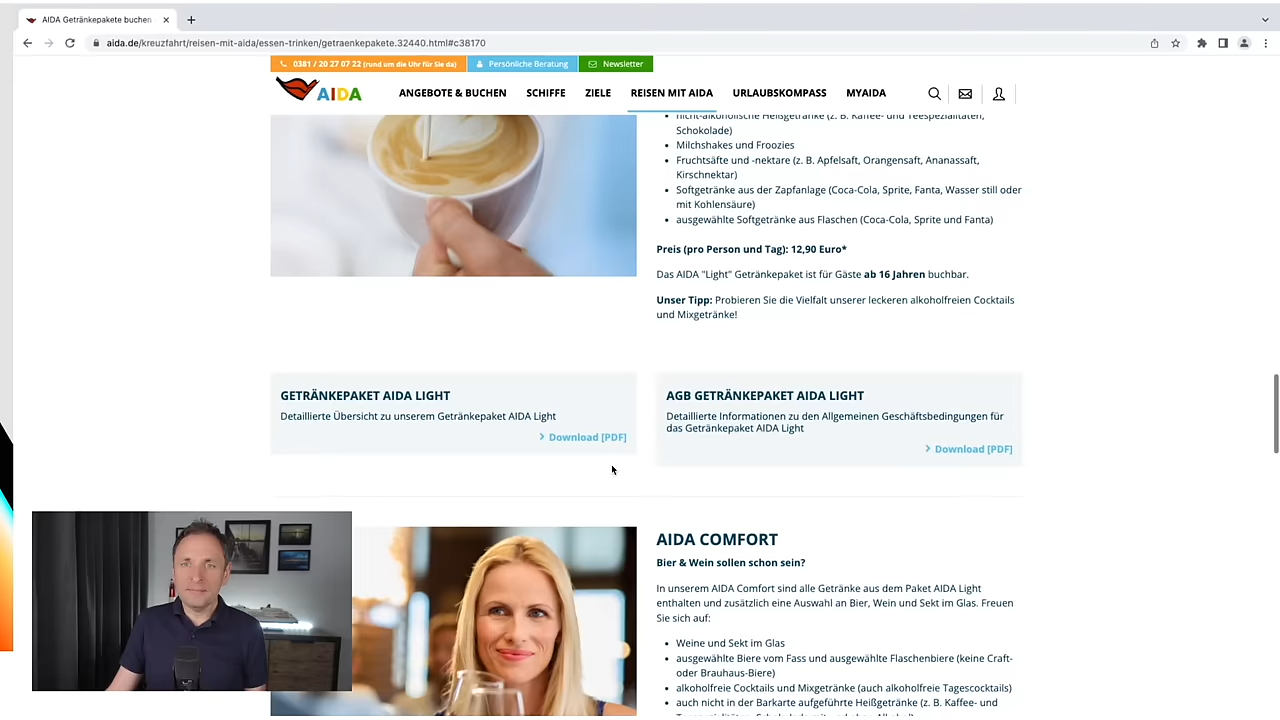 AIDA Getränkepakete buchen
aida.de/kreuzfahrt/reisen-mit-aida/essen-trinken/getraenkepakete.32440.html#c38170
0381 / 20 27 07 22 (rund um die Uhr für Sie da) Persönliche Beratung Newsletter
AIDA ANGEBOTE & BUCHEN SCHIFFE ZIELE REISEN MIT AIDA URLAUBSKOMPASS MYAIDA
nicht-alkoholische Heißgetränke (z. B. Kaffee- und Teespezialitäten,
Schokolade)
Milchshakes und Froozies
Fruchtsäfte und -nektare (z. B. Apfelsaft, Orangensaft, Ananassaft,
Kirschnektar)
Softgetränke aus der Zapfanlage (Coca-Cola, Sprite, Fanta, Wasser still oder
mit Kohlensäure)
ausgewählte Softgetränke aus Flaschen (Coca-Cola, Sprite und Fanta)
Preis (pro Person und Tag): 12,90 Euro*
Das AIDA "Light" Getränkepaket ist für Gäste ab 16 Jahren buchbar.
Unser Tipp: Probieren Sie die Vielfalt unserer leckeren alkoholfreien Cocktails
und Mixgetränke!
GETRÄNKEPAKET AIDA LIGHT
Detaillierte Übersicht zu unserem Getränkepaket AIDA Light
Download [PDF]
AGB GETRÄNKEPAKET AIDA LIGHT
Detaillierte Informationen zu den Allgemeinen Geschäftsbedingungen für
das Getränkepaket AIDA Light
Download [PDF]
AIDA COMFORT
Bier & Wein sollen schon sein?
In unserem AIDA Comfort sind alle Getränke aus dem Paket AIDA Light
enthalten und zusätzlich eine Auswahl an Bier, Wein und Sekt im Glas. Freuen
Sie sich auf:
Weine und Sekt im Glas
ausgewählte Biere vom Fass und ausgewählte Flaschenbiere (keine Craft-
oder Brauhaus-Biere)
alkoholfreie Cocktails und Mixgetränke (auch alkoholfreie Tagescocktails)
auch nicht in der Barkarte aufgeführte Heißgetränke (z. B. Kaffee- und